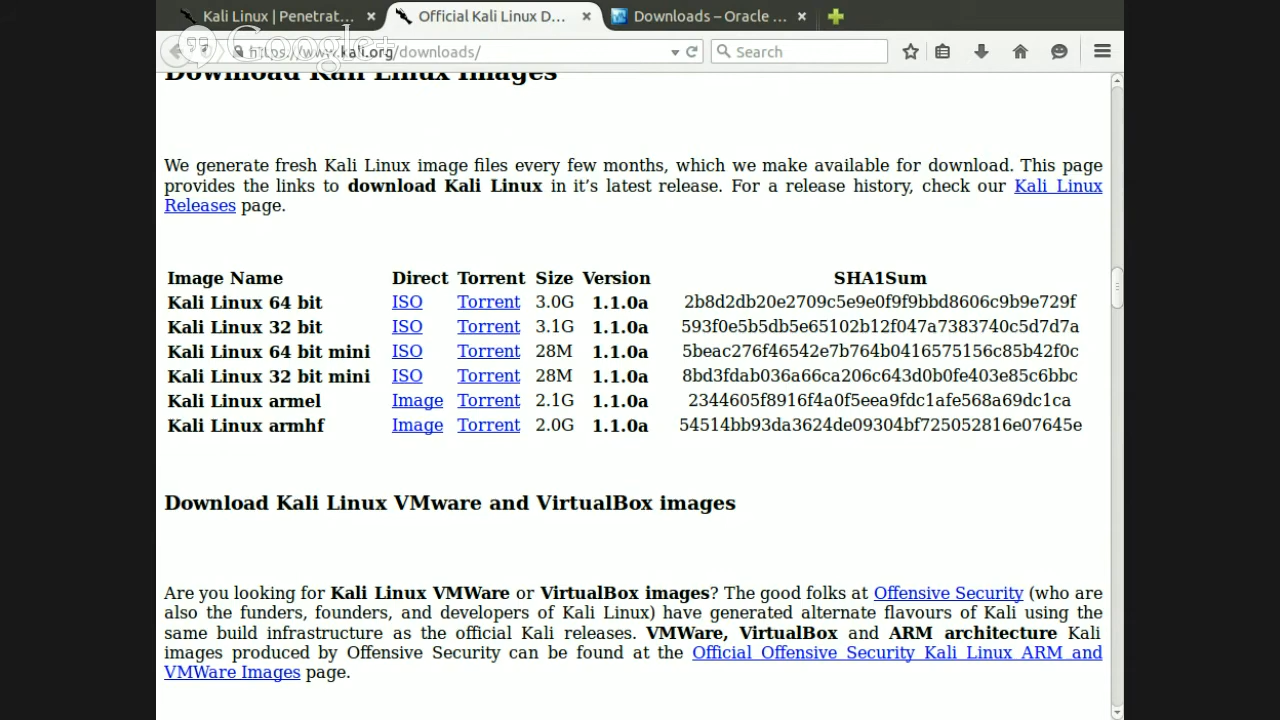 Kali Linux | Penetrat... × Official Kali Linux D... × Downloads – Oracle ... ×
Google+
https://www.kali.org/downloads/ Search
Download Kali Linux Images
We generate fresh Kali Linux image files every few months, which we make available for download. This page
provides the links to download Kali Linux in it's latest release. For a release history, check our Kali Linux
Releases page.
Image Name Direct Torrent Size Version SHA1Sum
Kali Linux 64 bit ISO Torrent 3.0G 1.1.0a 2b8d2db20e2709c5e9e0f9f9bbd8606c9b9e729f
Kali Linux 32 bit ISO Torrent 3.1G 1.1.0a 593f0e5b5db5e65102b12f047a7383740c5d7d7a
Kali Linux 64 bit mini ISO Torrent 28M 1.1.0a 5beac276f46542e7b764b0416575156c85b42f0c
Kali Linux 32 bit mini ISO Torrent 28M 1.1.0a 8bd3fdab036a66ca206c643d0b0fe403e85c6bbc
Kali Linux armel Image Torrent 2.1G 1.1.0a 2344605f8916f4a0f5eea9fdc1afe568a69dc1ca
Kali Linux armhf Image Torrent 2.0G 1.1.0a 54514bb93da3624de09304bf725052816e07645e
Download Kali Linux VMware and VirtualBox images
Are you looking for Kali Linux VMWare or VirtualBox images? The good folks at Offensive Security (who are
also the funders, founders, and developers of Kali Linux) have generated alternate flavours of Kali using the
same build infrastructure as the official Kali releases. VMWare, VirtualBox and ARM architecture Kali
images produced by Offensive Security can be found at the Official Offensive Security Kali Linux ARM and
VMWare Images page.